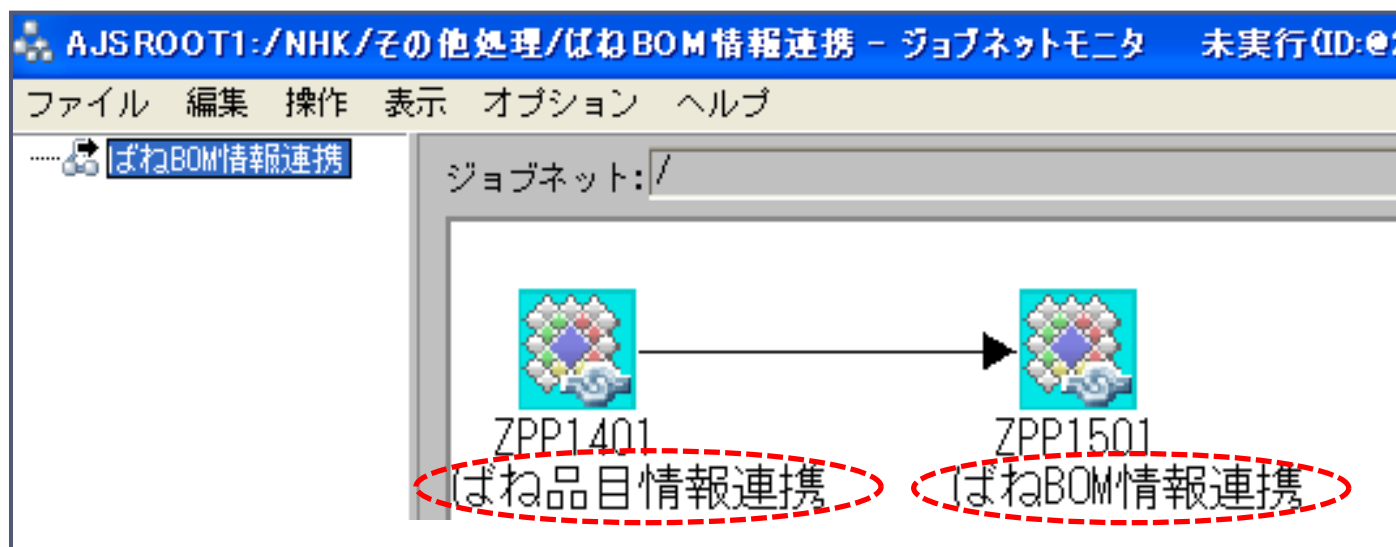 AJSROOT1:/NHK/その他処理/ばねBOM情報連携 - ジョブネットモニタ 未実行(ID:@
ファイル 編集 操作 表示 オプション ヘルプ
ばねBOM情報連携
ジョブネット: /
ZPP1401 ZPP1501
ばね品目情報連携 ばねBOM情報連携